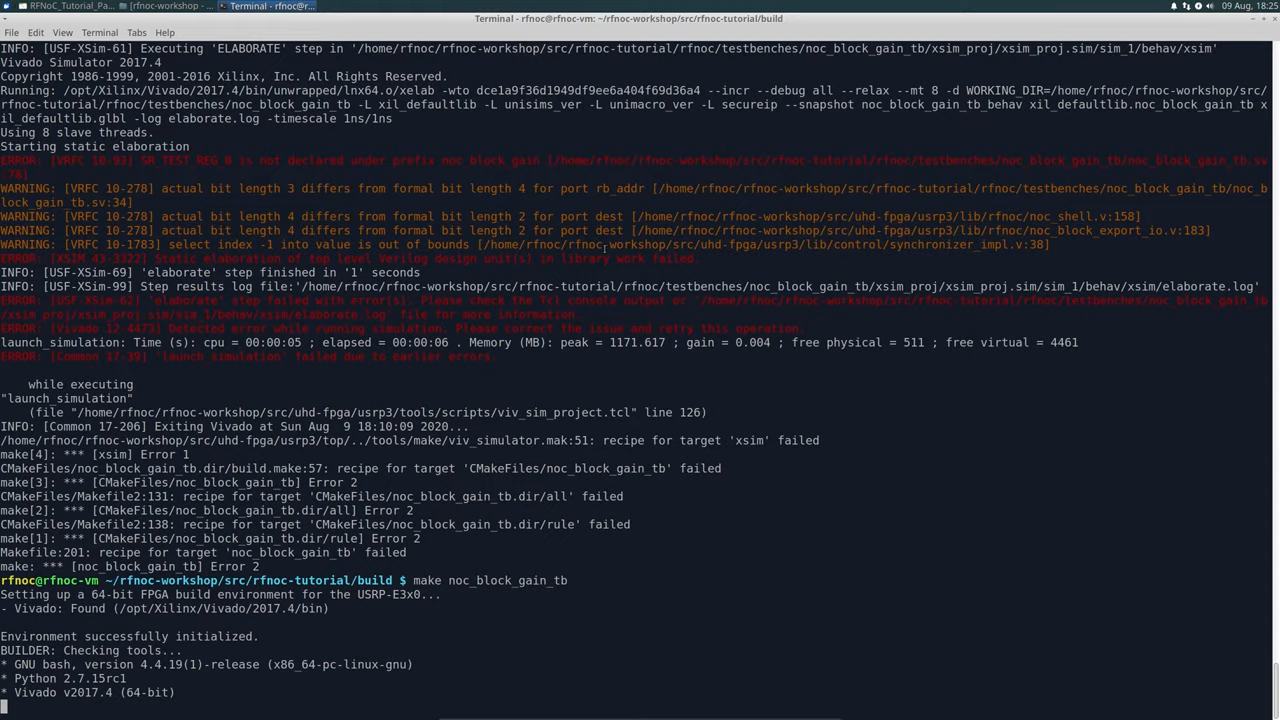 RFNoC_Tutorial_Pa...
[rfnoc-workshop - ...
Terminal - rfnoc@r...
09 Aug, 18:25
Terminal - rfnoc@rfnoc-vm: ~/rfnoc-workshop/src/rfnoc-tutorial/build
File Edit View Terminal Tabs Help
INFO: [USF-XSim-61] Executing 'ELABORATE' step in '/home/rfnoc/rfnoc-workshop/src/rfnoc-tutorial/rfnoc/testbenches/noc_block_gain_tb/xsim_proj/xsim_proj.sim/sim_1/behav/xsim'
Vivado Simulator 2017.4
Copyright 1986-1999, 2001-2016 Xilinx, Inc. All Rights Reserved.
Running: /opt/Xilinx/Vivado/2017.4/bin/unwrapped/lnx64.o/xelab -wto dce1a9f36d1949df9ee6a404f69d36a4 --incr --debug all --relax --mt 8 -d WORKING_DIR=/home/rfnoc/rfnoc-workshop/src/
rfnoc-tutorial/rfnoc/testbenches/noc_block_gain_tb -L xil_defaultlib -L unisims_ver -L unimacro_ver -L secureip --snapshot noc_block_gain_tb_behav xil_defaultlib.noc_block_gain_tb x
il_defaultlib.glbl -log elaborate.log -timescale 1ns/1ns
Using 8 slave threads.
Starting static elaboration
ERROR: [VRFC 10-93] SR_TEST_REG_0 is not declared under prefix noc_block_gain [/home/rfnoc/rfnoc-workshop/src/rfnoc-tutorial/rfnoc/testbenches/noc_block_gain_tb/noc_block_gain_tb.sv
:78]
WARNING: [VRFC 10-278] actual bit length 3 differs from formal bit length 4 for port rb_addr [/home/rfnoc/rfnoc-workshop/src/rfnoc-tutorial/rfnoc/testbenches/noc_block_gain_tb/noc_b
lock_gain_tb.sv:34]
WARNING: [VRFC 10-278] actual bit length 4 differs from formal bit length 2 for port dest [/home/rfnoc/rfnoc-workshop/src/uhd-fpga/usrp3/lib/rfnoc/noc_shell.v:158]
WARNING: [VRFC 10-278] actual bit length 4 differs from formal bit length 2 for port dest [/home/rfnoc/rfnoc-workshop/src/uhd-fpga/usrp3/lib/rfnoc/noc_block_export_io.v:183]
WARNING: [VRFC 10-1783] select index -1 into value is out of bounds [/home/rfnoc/rfnoc-workshop/src/uhd-fpga/usrp3/lib/control/synchronizer_impl.v:38]
ERROR: [XSIM 43-3322] Static elaboration of top level Verilog design unit(s) in library work failed.
INFO: [USF-XSim-69] 'elaborate' step finished in '1' seconds
INFO: [USF-XSim-99] Step results log file:'/home/rfnoc/rfnoc-workshop/src/rfnoc-tutorial/rfnoc/testbenches/noc_block_gain_tb/xsim_proj/xsim_proj.sim/sim_1/behav/xsim/elaborate.log'
ERROR: [USF-XSim-62] 'elaborate' step failed with error(s). Please check the Tcl console output or '/home/rfnoc/rfnoc-workshop/src/rfnoc-tutorial/rfnoc/testbenches/noc_block_gain_tb
/xsim_proj/xsim_proj.sim/sim_1/behav/xsim/elaborate.log' file for more information.
ERROR: [Vivado 12-4473] Detected error while running simulation. Please correct the issue and retry this operation.
launch_simulation: Time (s): cpu = 00:00:05 ; elapsed = 00:00:06 . Memory (MB): peak = 1171.617 ; gain = 0.004 ; free physical = 511 ; free virtual = 4461
ERROR: [Common 17-39] 'launch_simulation' failed due to earlier errors.
while executing
"launch_simulation"
(file "/home/rfnoc/rfnoc-workshop/src/uhd-fpga/usrp3/tools/scripts/viv_sim_project.tcl" line 126)
INFO: [Common 17-206] Exiting Vivado at Sun Aug  9 18:10:09 2020...
/home/rfnoc/rfnoc-workshop/src/uhd-fpga/usrp3/top/../tools/make/viv_simulator.mak:51: recipe for target 'xsim' failed
make[4]: *** [xsim] Error 1
CMakeFiles/noc_block_gain_tb.dir/build.make:57: recipe for target 'CMakeFiles/noc_block_gain_tb' failed
make[3]: *** [CMakeFiles/noc_block_gain_tb] Error 2
CMakeFiles/Makefile2:131: recipe for target 'CMakeFiles/noc_block_gain_tb.dir/all' failed
make[2]: *** [CMakeFiles/noc_block_gain_tb.dir/all] Error 2
CMakeFiles/Makefile2:138: recipe for target 'CMakeFiles/noc_block_gain_tb.dir/rule' failed
make[1]: *** [CMakeFiles/noc_block_gain_tb.dir/rule] Error 2
Makefile:201: recipe for target 'noc_block_gain_tb' failed
make: *** [noc_block_gain_tb] Error 2
rfnoc@rfnoc-vm ~/rfnoc-workshop/src/rfnoc-tutorial/build $ make noc_block_gain_tb
Setting up a 64-bit FPGA build environment for the USRP-E3x0...
- Vivado: Found (/opt/Xilinx/Vivado/2017.4/bin)
Environment successfully initialized.
BUILDER: Checking tools...
* GNU bash, version 4.4.19(1)-release (x86_64-pc-linux-gnu)
* Python 2.7.15rc1
* Vivado v2017.4 (64-bit)